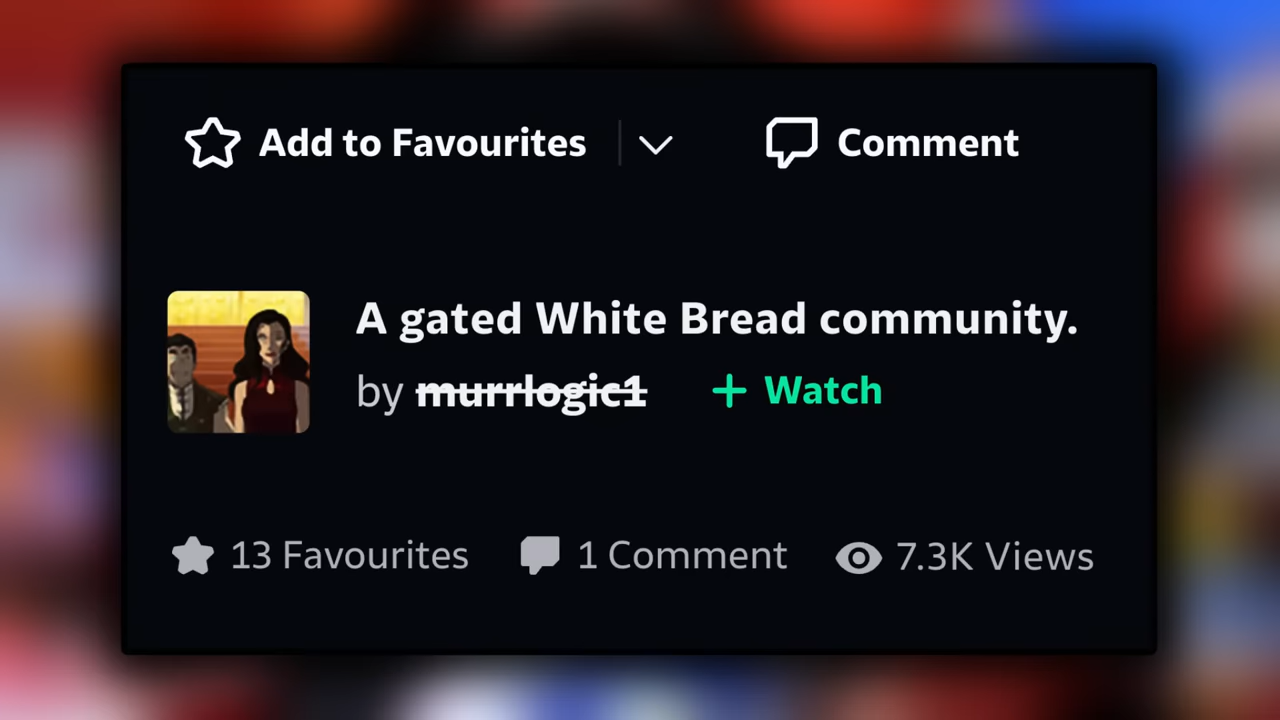 Add to Favourites
Comment
A gated White Bread community.
by murrlogic1 + Watch
13 Favourites 1 Comment 7.3K Views